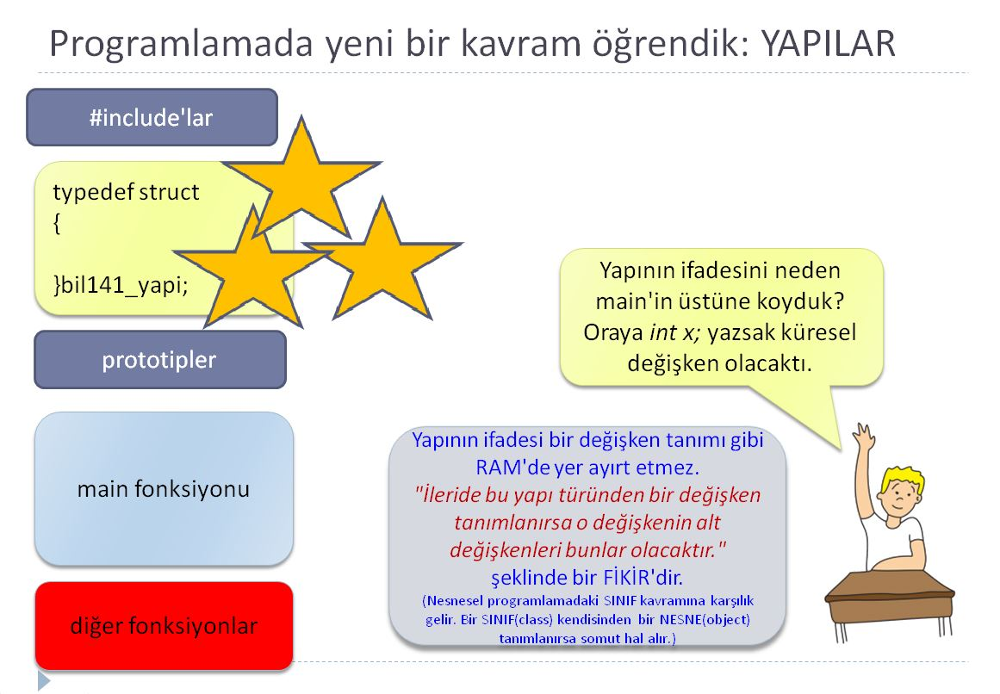 Programlamada yeni bir kavram öğrendik: YAPILAR
#include'lar
typedef struct
{
}bil141_yapi;
prototipler
main fonksiyonu
diğer fonksiyonlar
Yapının ifadesini neden
main'in üstüne koyduk?
Oraya int x; yazsak küresel
değişken olacaktı.
Yapının ifadesi bir değişken tanımı gibi
RAM'de yer ayırt etmez.
"İleride bu yapı türünden bir değişken
tanımlanırsa o değişkenin alt
değişkenleri bunlar olacaktır."
şeklinde bir FİKİR'dir.
(Nesnesel programlamadaki SINIF kavramına karşılık
gelir. Bir SINIF(class) kendisinden bir NESNE(object)
tanımlanırsa somut hal alır.)